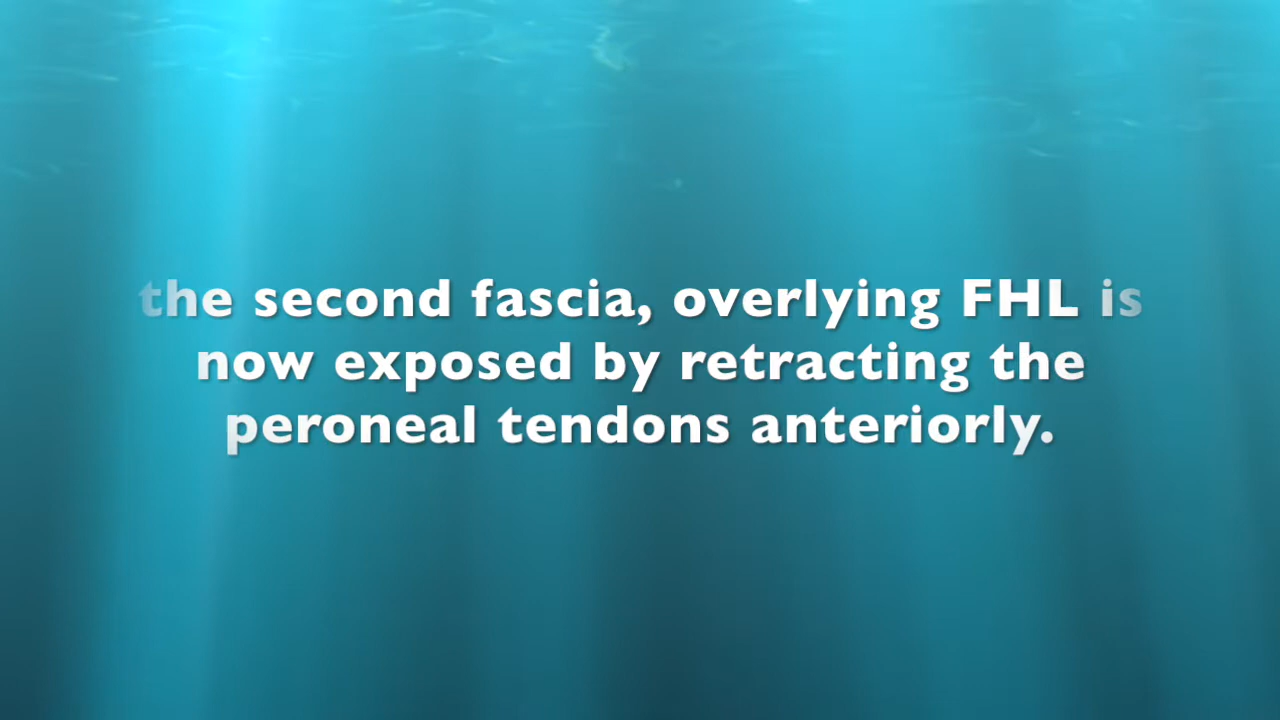 the second fascia, overlying FHL is
now exposed by retracting the
peroneal tendons anteriorly.